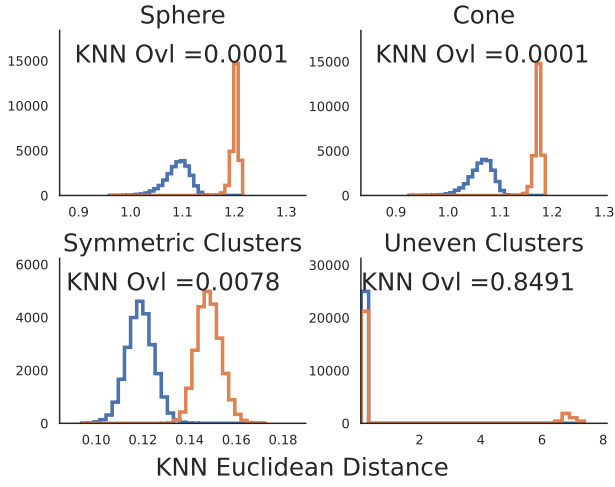 Sphere
KNN Ovl =0.0001
15000
10000
5000
0
0.9 1.0 1.1 1.2 1.3
Cone
KNN Ovl =0.0001
15000
10000
5000
0
0.9 1.0 1.1 1.2 1.3
Symmetric Clusters
KNN Ovl =0.0078
6000
4000
2000
0
0.10 0.12 0.14 0.16 0.18
Uneven Clusters
KNN Ovl =0.8491
30000
20000
10000
0
2 4 6 8
KNN Euclidean Distance